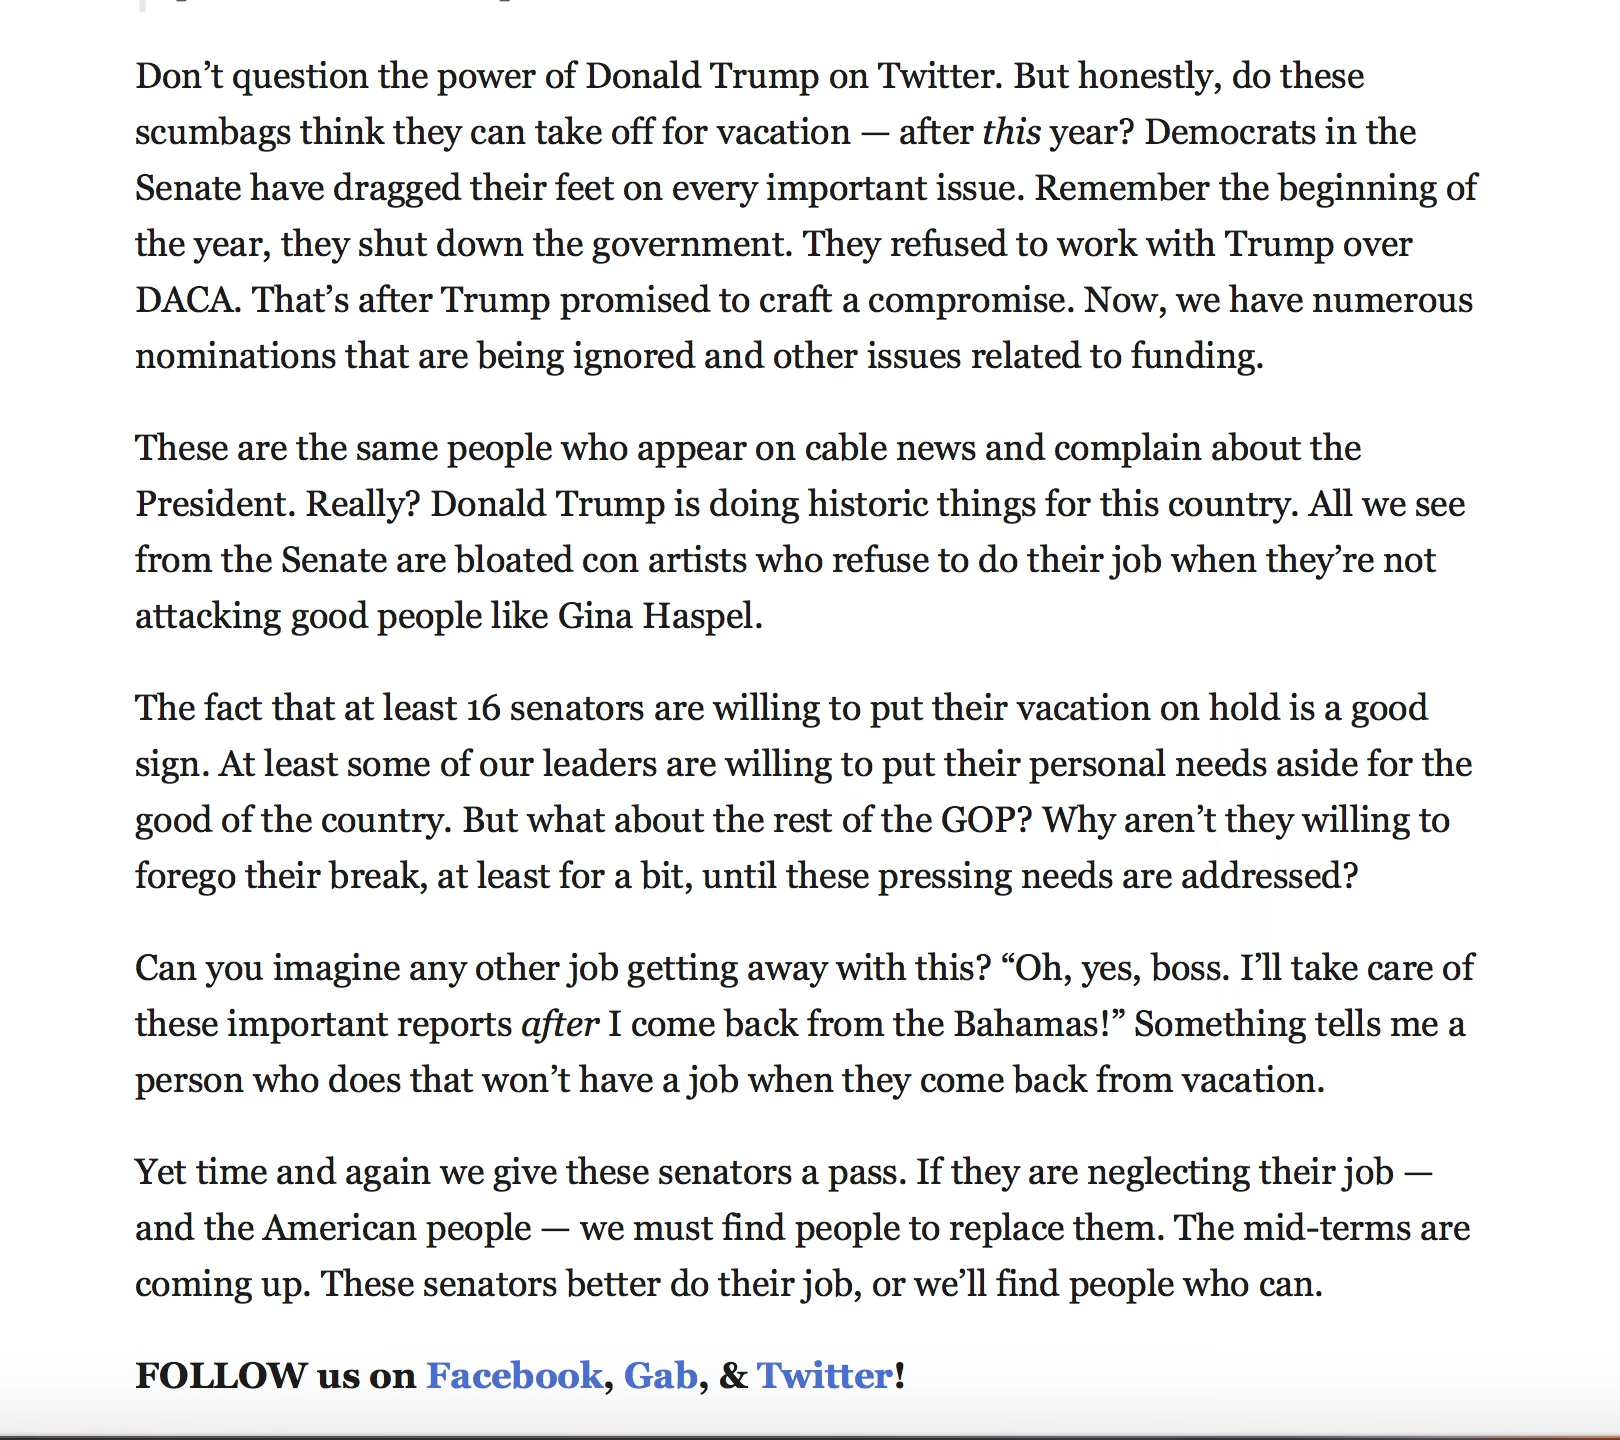 Don’t question the power of Donald Trump on Twitter. But honestly, do these
scumbags think they can take off for vacation — after this year? Democrats in the
Senate have dragged their feet on every important issue. Remember the beginning of
the year, they shut down the government. They refused to work with Trump over
DACA. That’s after Trump promised to craft a compromise. Now, we have numerous
nominations that are being ignored and other issues related to funding.
These are the same people who appear on cable news and complain about the
President. Really? Donald Trump is doing historic things for this country. All we see
from the Senate are bloated con artists who refuse to do their job when they’re not
attacking good people like Gina Haspel.
The fact that at least 16 senators are willing to put their vacation on hold is a good
sign. At least some of our leaders are willing to put their personal needs aside for the
good of the country. But what about the rest of the GOP? Why aren’t they willing to
forego their break, at least for a bit, until these pressing needs are addressed?
Can you imagine any other job getting away with this? “Oh, yes, boss. I’ll take care of
these important reports after I come back from the Bahamas!” Something tells me a
person who does that won’t have a job when they come back from vacation.
Yet time and again we give these senators a pass. If they are neglecting their job —
and the American people — we must find people to replace them. The mid-terms are
coming up. These senators better do their job, or we’ll find people who can.
FOLLOW us on Facebook, Gab, & Twitter!